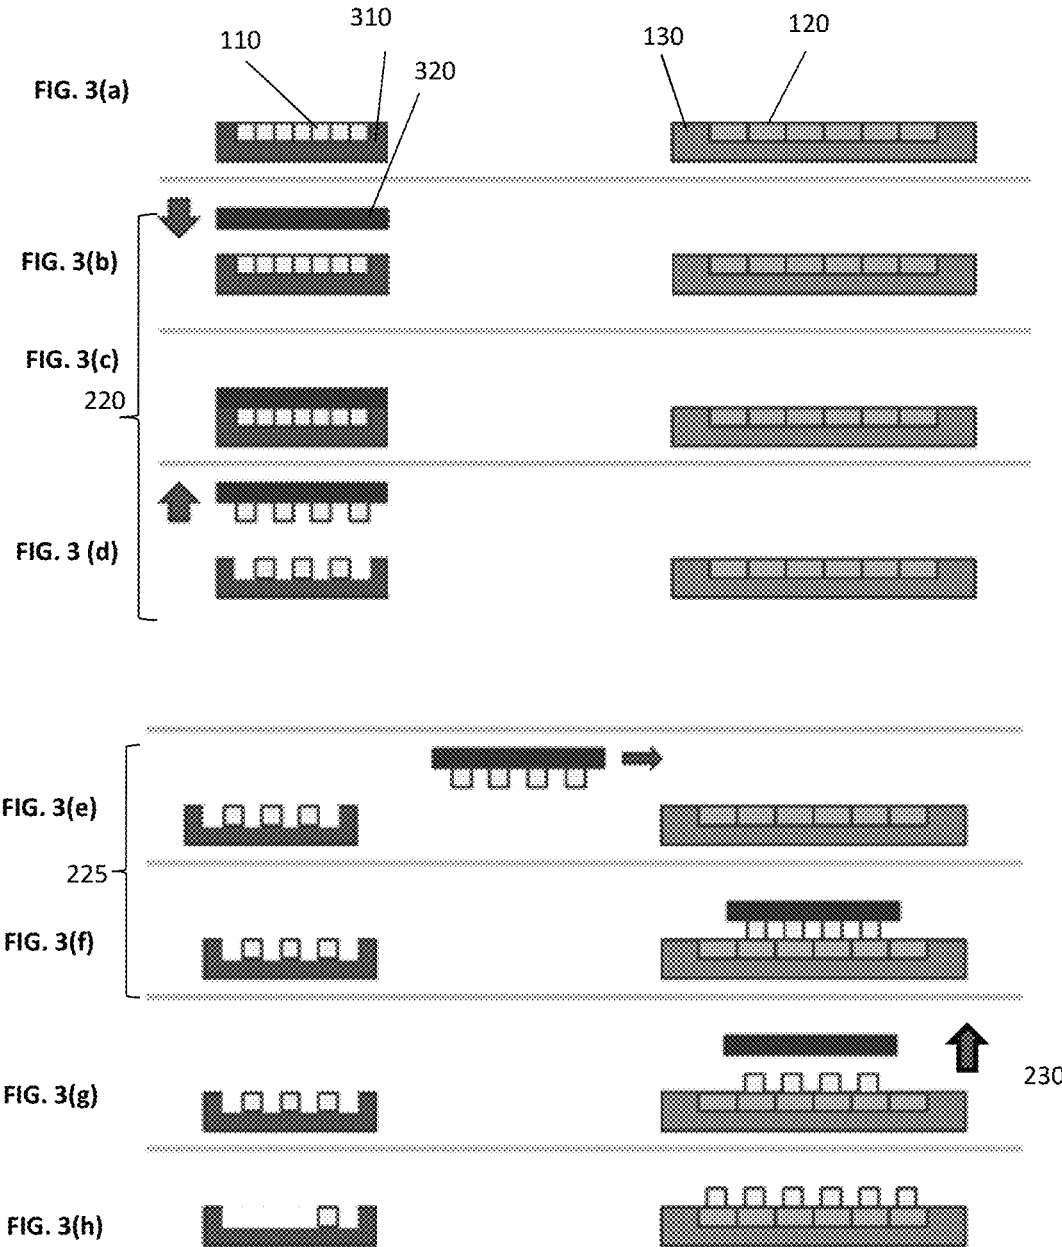 310
110
130
120
320
FIG. 3(a)
FIG. 3(b)
FIG. 3(c)
220
FIG. 3 (d)
FIG. 3(e)
225
FIG. 3(f)
230
FIG. 3(g)
FIG. 3(h)